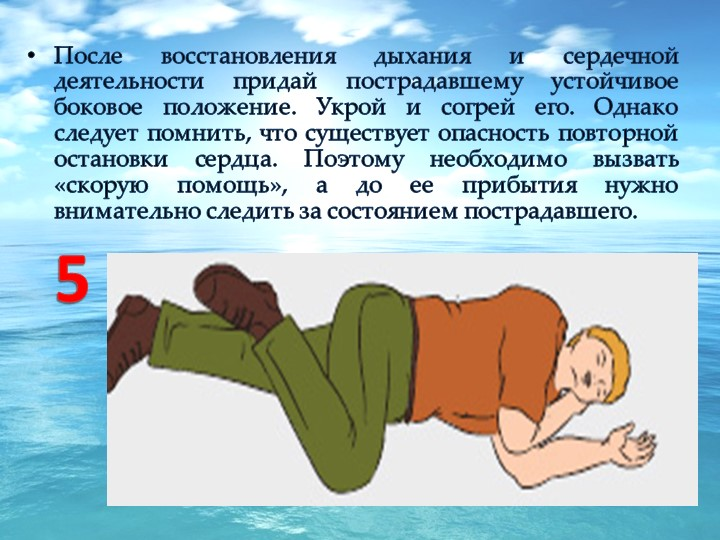 • После восстановления дыхания и сердечной
деятельности придай пострадавшему устойчивое
боковое положение. Укрой и согрей его. Однако
следует помнить, что существует опасность повторной
остановки сердца. Поэтому необходимо вызвать
«скорую помощь», а до ее прибытия нужно
внимательно следить за состоянием пострадавшего.
5